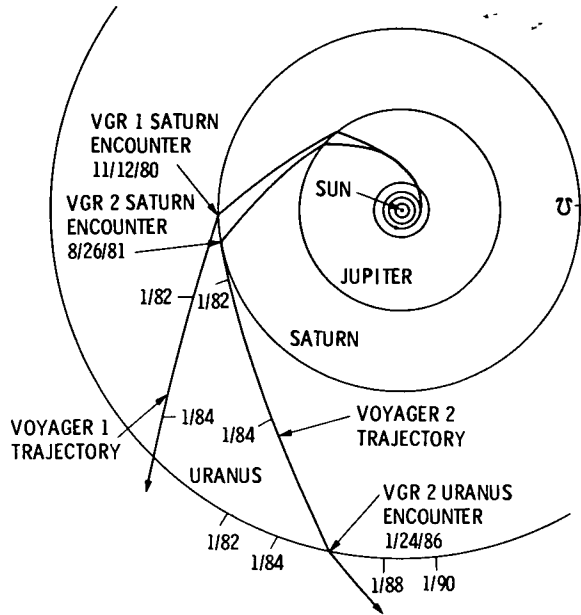 VGR 1 SATURN
ENCOUNTER
11/12/80
VGR 2 SATURN
ENCOUNTER
8/26/81
SUN
JUPITER
SATURN
1/82
1/82
1/84
1/84
VOYAGER 1
TRAJECTORY
VOYAGER 2
TRAJECTORY
URANUS
VGR 2 URANUS
ENCOUNTER
1/24/86
1/82
1/84
1/88
1/90